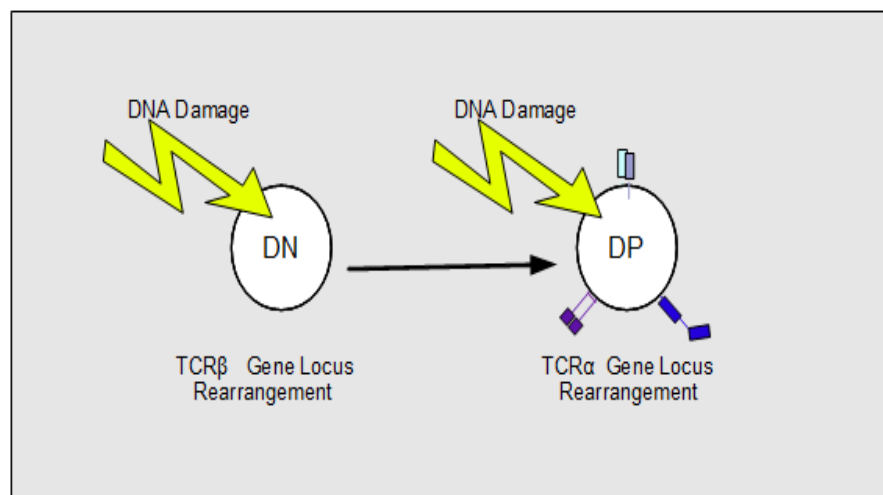 DNA Damage
DNA Damage
DN
DP
TCRβ Gene Locus
Rearrangement
TCRα Gene Locus
Rearrangement